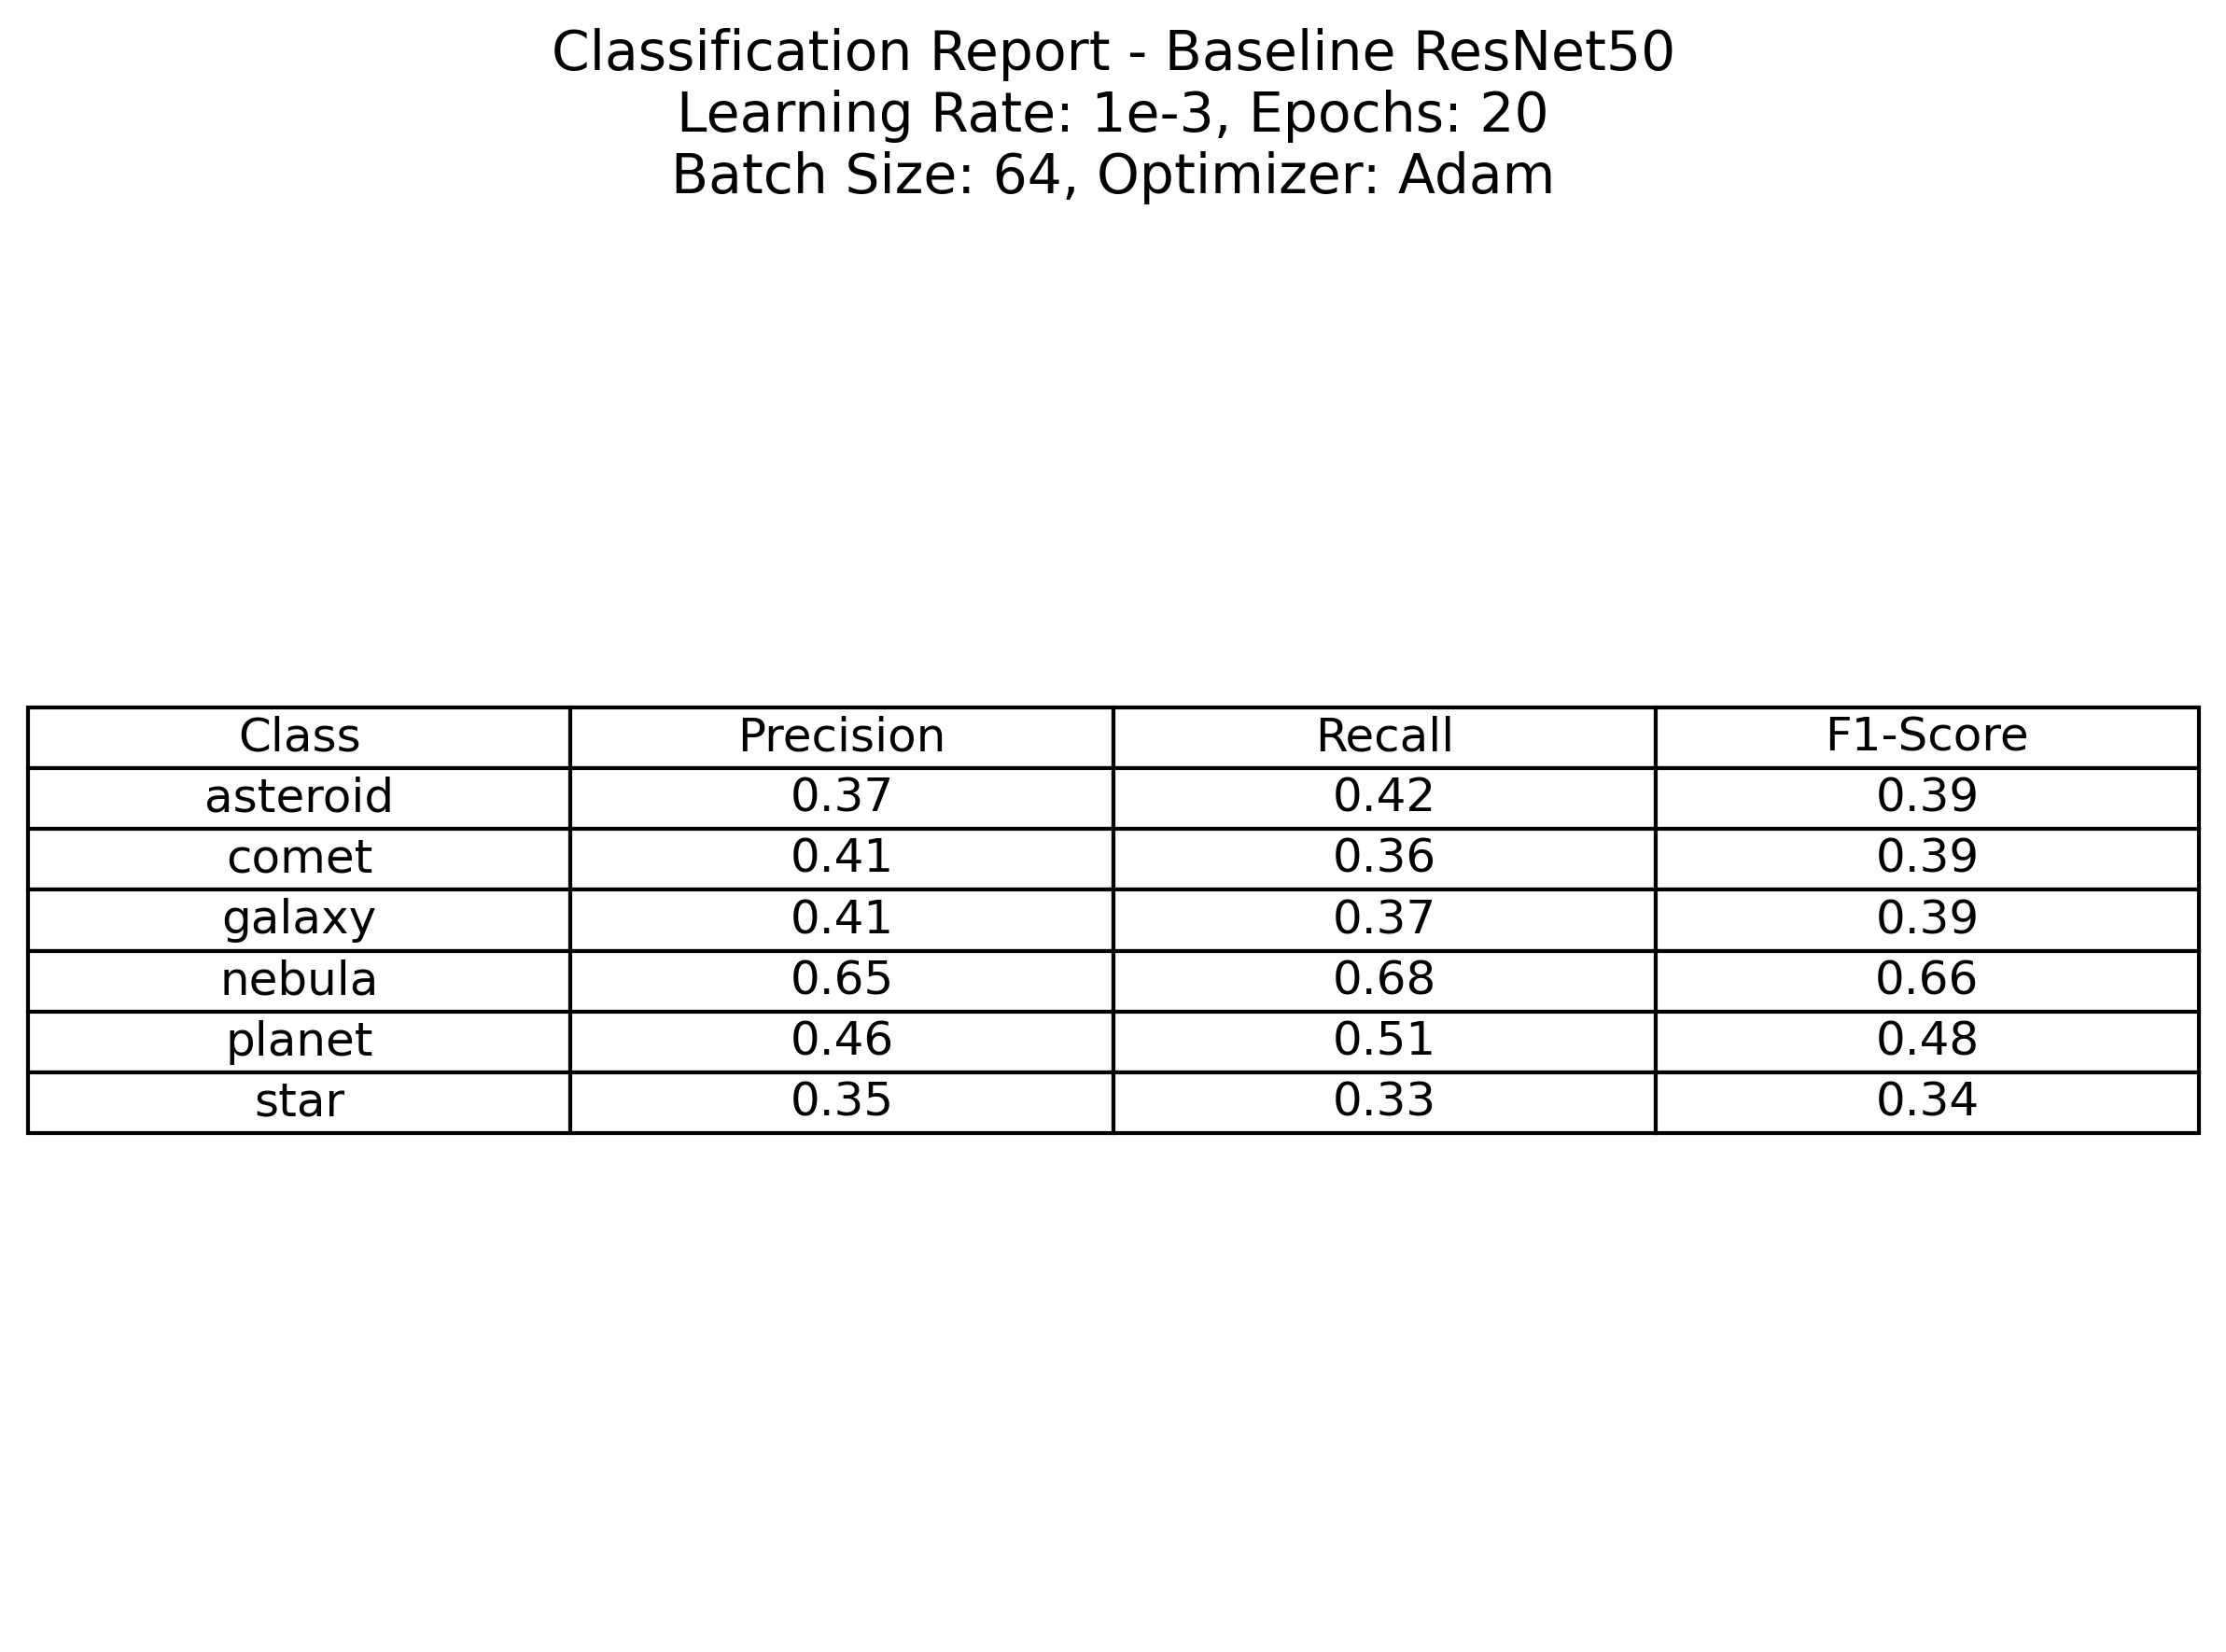 Classification Report - Baseline ResNet50
Learning Rate: 1e-3, Epochs: 20
Batch Size: 64, Optimizer: Adam
Class Precision Recall F1-Score
asteroid 0.37 0.42 0.39
comet 0.41 0.36 0.39
galaxy 0.41 0.37 0.39
nebula 0.65 0.68 0.66
planet 0.46 0.51 0.48
star 0.35 0.33 0.34